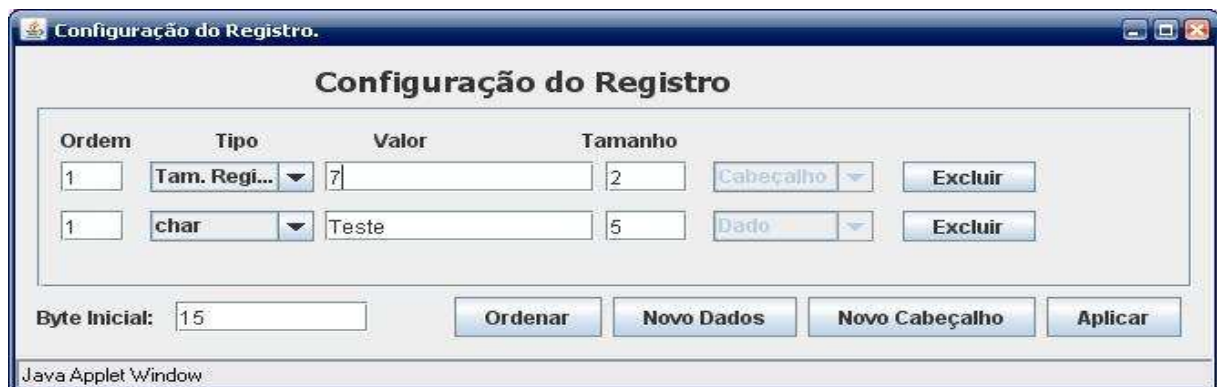 Configuração do Registro.
Configuração do Registro
Ordem Tipo Valor Tamanho
1 Tam. Regi... 7 2 Cabeçalho Excluir
1 char Teste 5 Dado Excluir
Byte Inicial: 15 Ordenar Novo Dados Novo Cabeçalho Aplicar
Java Applet Window